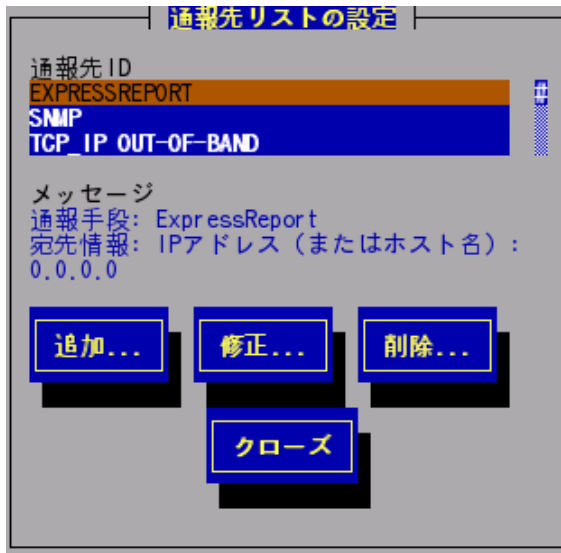 通報先リストの設定
通報先ID
EXPRESSREPORT
SNMP
TCP_IP OUT-OF-BAND
メッセージ
通報手段: ExpressReport
宛先情報: IPアドレス（またはホスト名）:
0.0.0.0
追加... 修正... 削除...
クローズ